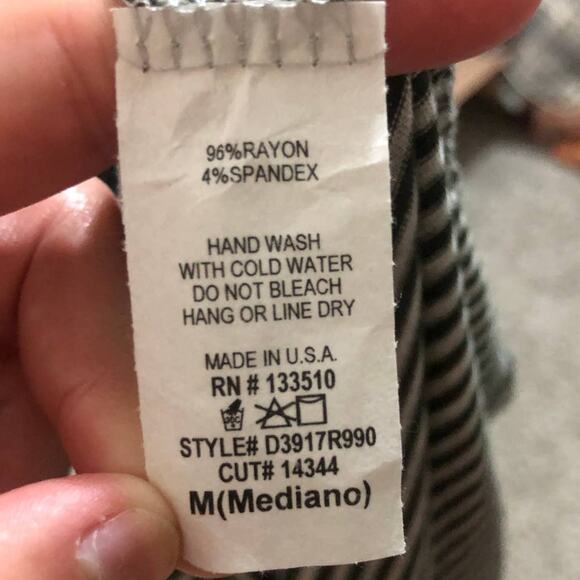 96%RAYON
4%SPANDEX
HAND WASH
WITH COLD WATER
DO NOT BLEACH
HANG OR LINE DRY
MADE IN U.S.A.
RN # 133510
STYLE# D3917R990
CUT# 14344
M(Mediano)